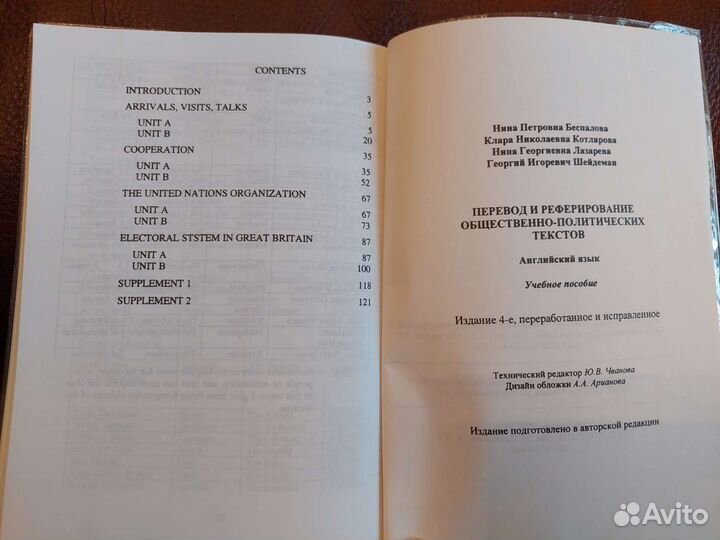 CONTENTS
INTRODUCTION 3
ARRIVALS, VISITS, TALKS 5
UNIT A 5
UNIT B 20
COOPERATION 35
UNIT A 35
UNIT B 52
THE UNITED NATIONS ORGANIZATION 67
UNIT A 67
UNIT B 73
ELECTORAL STSTEM IN GREAT BRITAIN 87
UNIT A 87
UNIT B 100
SUPPLEMENT 1 118
SUPPLEMENT 2 121
Нина Петровна Беспалова
Клара Николаевна Котлярова
Нина Георгиевна Лазарева
Георгий Игоревич Шейдеман
ПЕРЕВОД И РЕФЕРИРОВАНИЕ
ОБЩЕСТВЕННО-ПОЛИТИЧЕСКИХ
ТЕКСТОВ
Английский язык
Учебное пособие
Издание 4-е, переработанное и исправленное
Технический редактор Ю.В. Чванова
Дизайн обложки А.А. Арианова
Издание подготовлено в авторской редакции
Avito